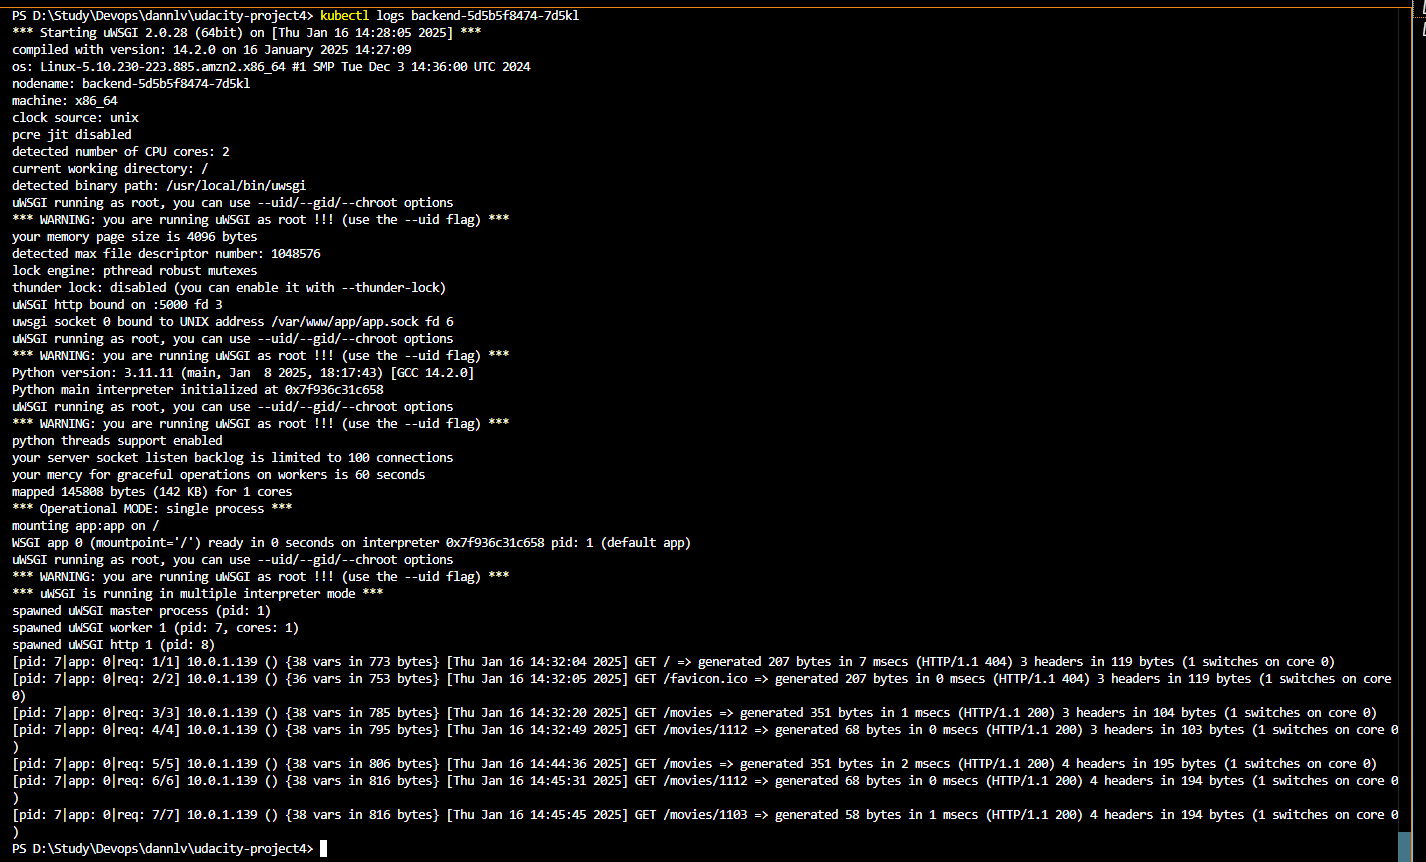 PS D:\Study\Devops\dannlv\udacity-project4> kubectl logs backend-5d5b5f8474-7d5kl
*** Starting uWSGI 2.0.28 (64bit) on [Thu Jan 16 14:28:05 2025] ***
compiled with version: 14.2.0 on 16 January 2025 14:27:09
os: Linux-5.10.230-223.885.amzn2.x86_64 #1 SMP Tue Dec 3 14:36:00 UTC 2024
nodename: backend-5d5b5f8474-7d5kl
machine: x86_64
clock source: unix
pcre jit disabled
detected number of CPU cores: 2
current working directory: /
detected binary path: /usr/local/bin/uwsgi
uWSGI running as root, you can use --uid/--gid/--chroot options
*** WARNING: you are running uWSGI as root !!! (use the --uid flag) ***
your memory page size is 4096 bytes
detected max file descriptor number: 1048576
lock engine: pthread robust mutexes
thunder lock: disabled (you can enable it with --thunder-lock)
uWSGI http bound on :5000 fd 3
uwsgi socket 0 bound to UNIX address /var/www/app/app.sock fd 6
uWSGI running as root, you can use --uid/--gid/--chroot options
*** WARNING: you are running uWSGI as root !!! (use the --uid flag) ***
Python version: 3.11.11 (main, Jan  8 2025, 18:17:43) [GCC 14.2.0]
Python main interpreter initialized at 0x7f936c31c658
uWSGI running as root, you can use --uid/--gid/--chroot options
*** WARNING: you are running uWSGI as root !!! (use the --uid flag) ***
python threads support enabled
your server socket listen backlog is limited to 100 connections
your mercy for graceful operations on workers is 60 seconds
mapped 145808 bytes (142 KB) for 1 cores
*** Operational MODE: single process ***
mounting app:app on /
WSGI app 0 (mountpoint='/') ready in 0 seconds on interpreter 0x7f936c31c658 pid: 1 (default app)
uWSGI running as root, you can use --uid/--gid/--chroot options
*** WARNING: you are running uWSGI as root !!! (use the --uid flag) ***
*** uWSGI is running in multiple interpreter mode ***
spawned uWSGI master process (pid: 1)
spawned uWSGI worker 1 (pid: 7, cores: 1)
spawned uWSGI http 1 (pid: 8)
[pid: 7|app: 0|req: 1/1] 10.0.1.139 () {38 vars in 773 bytes} [Thu Jan 16 14:32:04 2025] GET / => generated 207 bytes in 7 msecs (HTTP/1.1 404) 3 headers in 119 bytes (1 switches on core 0)
[pid: 7|app: 0|req: 2/2] 10.0.1.139 () {36 vars in 753 bytes} [Thu Jan 16 14:32:05 2025] GET /favicon.ico => generated 207 bytes in 0 msecs (HTTP/1.1 404) 3 headers in 119 bytes (1 switches on core
0)
[pid: 7|app: 0|req: 3/3] 10.0.1.139 () {38 vars in 785 bytes} [Thu Jan 16 14:32:20 2025] GET /movies => generated 351 bytes in 1 msecs (HTTP/1.1 200) 3 headers in 104 bytes (1 switches on core 0)
[pid: 7|app: 0|req: 4/4] 10.0.1.139 () {38 vars in 795 bytes} [Thu Jan 16 14:32:49 2025] GET /movies/1112 => generated 68 bytes in 0 msecs (HTTP/1.1 200) 3 headers in 103 bytes (1 switches on core 0
)
[pid: 7|app: 0|req: 5/5] 10.0.1.139 () {38 vars in 806 bytes} [Thu Jan 16 14:44:36 2025] GET /movies => generated 351 bytes in 2 msecs (HTTP/1.1 200) 4 headers in 195 bytes (1 switches on core 0)
[pid: 7|app: 0|req: 6/6] 10.0.1.139 () {38 vars in 816 bytes} [Thu Jan 16 14:45:31 2025] GET /movies/1112 => generated 68 bytes in 0 msecs (HTTP/1.1 200) 4 headers in 194 bytes (1 switches on core 0
)
[pid: 7|app: 0|req: 7/7] 10.0.1.139 () {38 vars in 816 bytes} [Thu Jan 16 14:45:45 2025] GET /movies/1103 => generated 58 bytes in 1 msecs (HTTP/1.1 200) 4 headers in 194 bytes (1 switches on core 0
)
PS D:\Study\Devops\dannlv\udacity-project4>